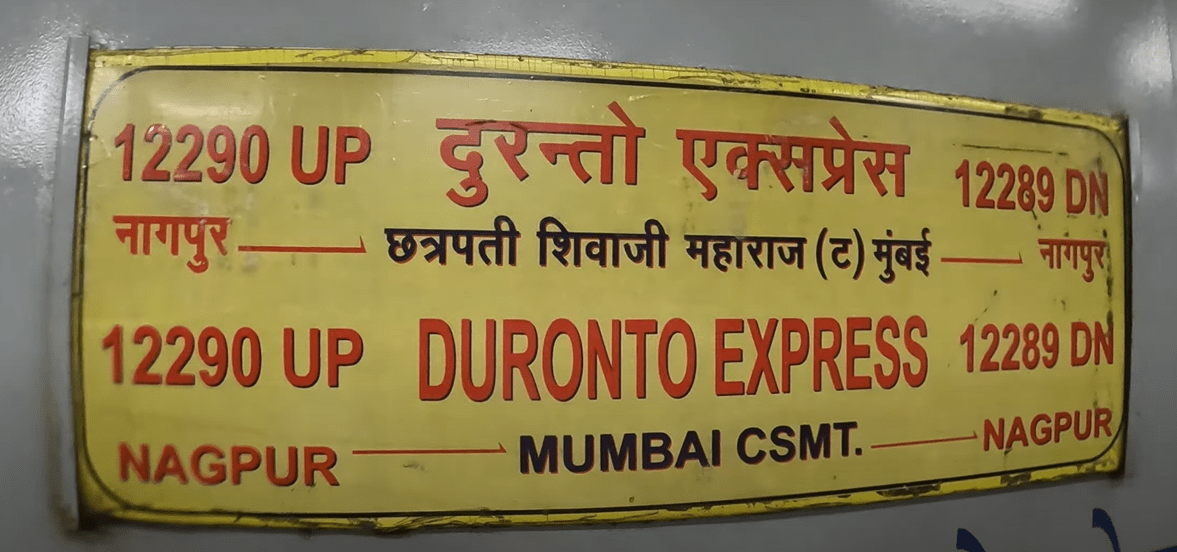 12290 UP दुरन्तो एक्सप्रेस 12289 DN
नागपुर छत्रपती शिवाजी महाराज (ट) मुंबई नागपुर
12290 UP DURONTO EXPRESS 12289 DN
NAGPUR MUMBAI CSMT. NAGPUR